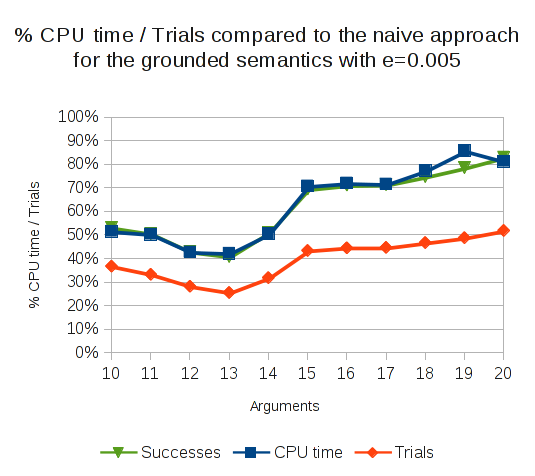 % CPU time / Trials compared to the naive approach
for the grounded semantics with e=0.005
100%
90%
80%
70%
60%
50%
40%
30%
20%
10%
0%
% CPU time / Trials
10 11 12 13 14 15 16 17 18 19 20
Arguments
Successes CPU time Trials